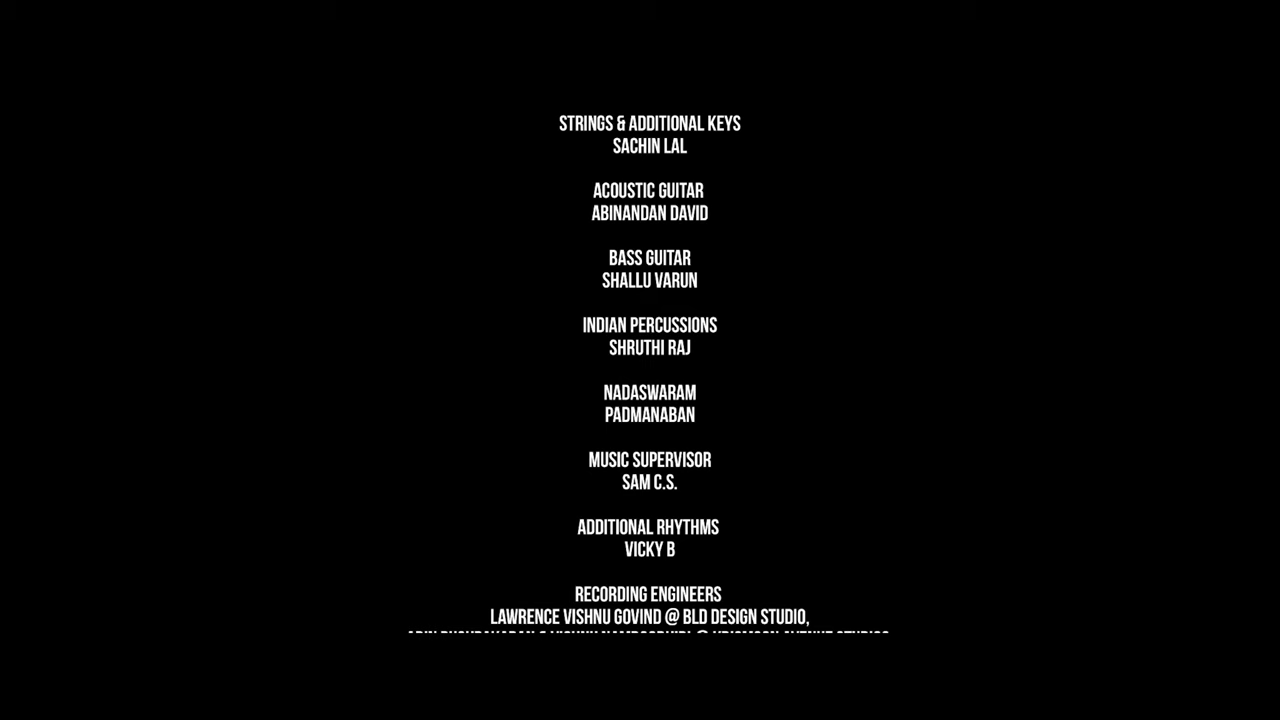 STRINGS & ADDITIONAL KEYS
SACHIN LAL
ACOUSTIC GUITAR
ABINANDAN DAVID
BASS GUITAR
SHALLU VARUN
INDIAN PERCUSSIONS
SHRUTHI RAJ
NADASWARAM
PADMANABAN
MUSIC SUPERVISOR
SAM C.S.
ADDITIONAL RHYTHMS
VICKY B
RECORDING ENGINEERS
LAWRENCE VISHNU GOVIND @ BLD DESIGN STUDIO,